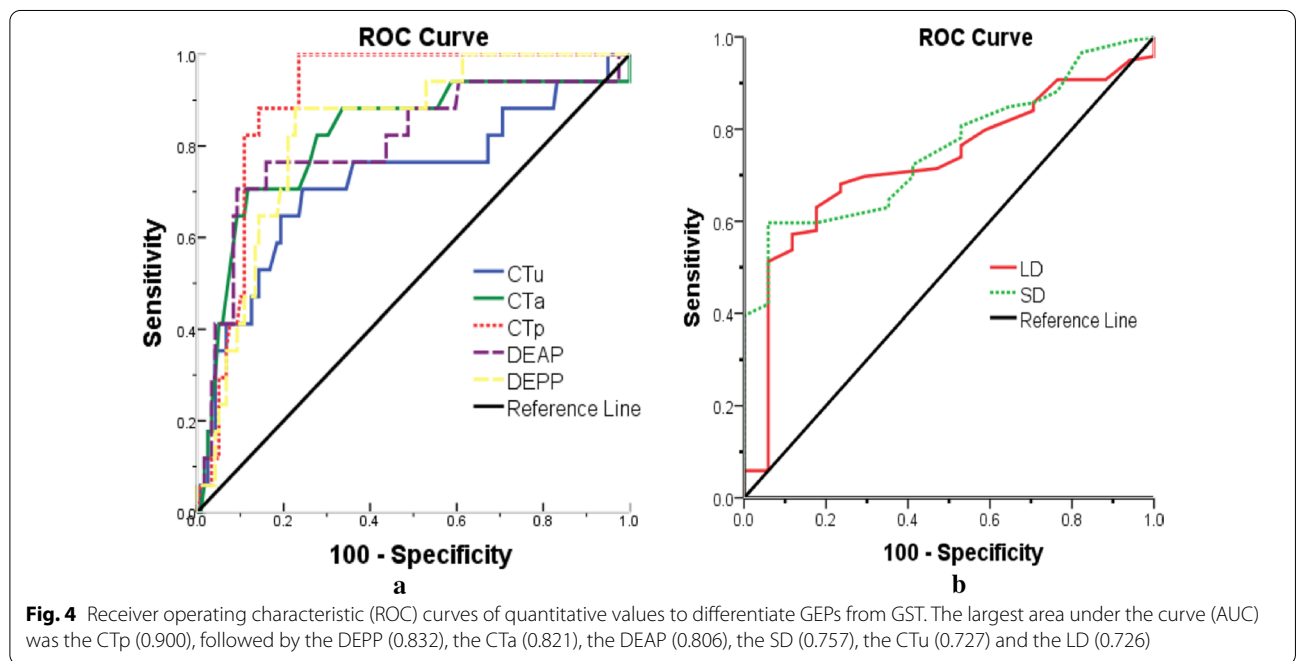 ROC Curve
1.0
0.8
0.6
0.4
0.2
0.0
Sensitivity
CTu
CTa
CTp
DEAP
DEPP
Reference Line
0.0 0.2 0.4 0.6 0.8 1.0
100 - Specificity
a
ROC Curve
1.0
0.8
0.6
0.4
0.2
0.0
Sensitivity
LD
SD
Reference Line
0.0 0.2 0.4 0.6 0.8 1.0
100 - Specificity
b
Fig. 4 Receiver operating characteristic (ROC) curves of quantitative values to differentiate GEPs from GST. The largest area under the curve (AUC)
was the CTp (0.900), followed by the DEPP (0.832), the CTa (0.821), the DEAP (0.806), the SD (0.757), the CTu (0.727) and the LD (0.726)